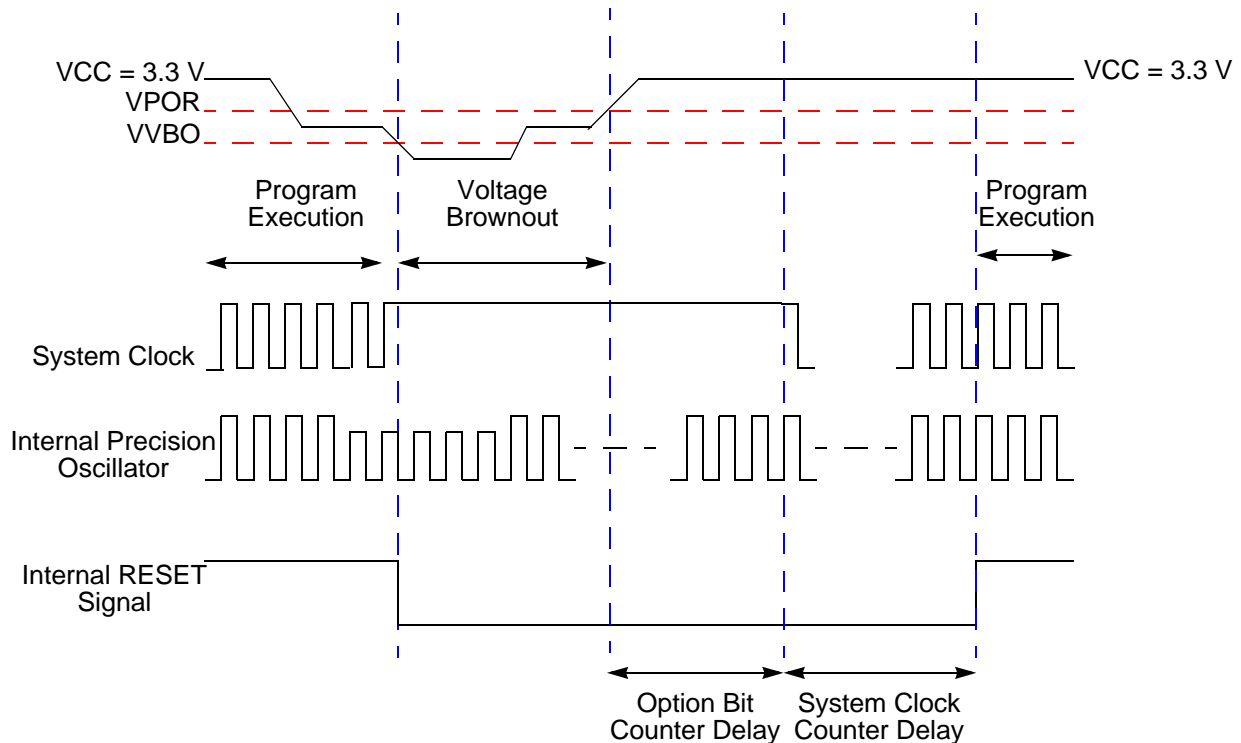 VCC = 3.3 V
VCC = 3.3 V
VPOR
VVBO
Program
Execution
Voltage
Brownout
Program
Execution
System Clock
Internal Precision
Oscillator
Internal RESET
Signal
Option Bit
Counter Delay
System Clock
Counter Delay